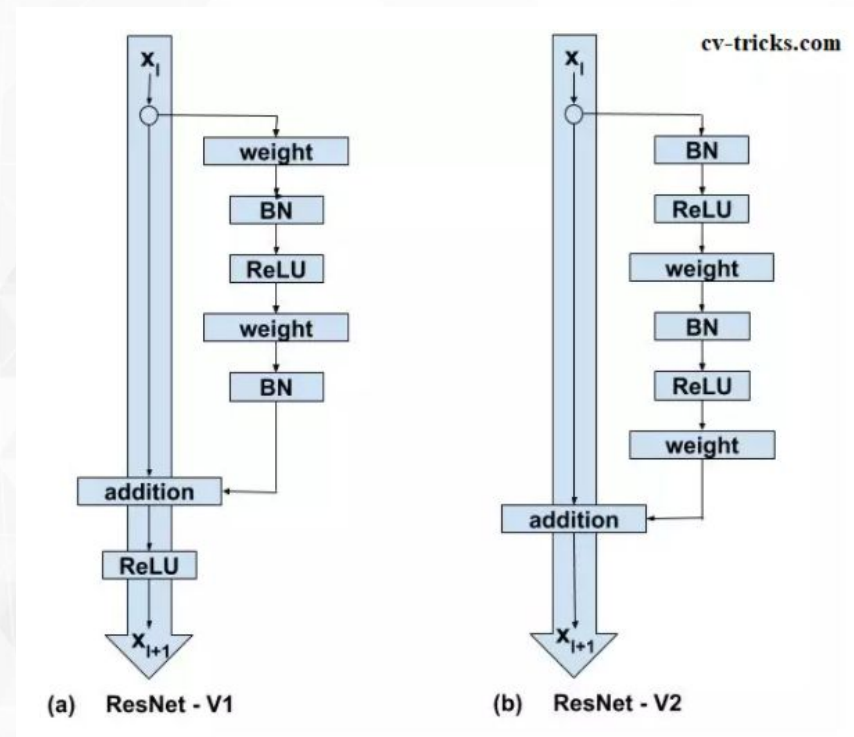 cv-tricks.com
x_l
weight
BN
ReLU
weight
BN
addition
ReLU
x_l+1
(a) ResNet - V1
x_l
BN
ReLU
weight
BN
ReLU
weight
addition
x_l+1
(b) ResNet - V2